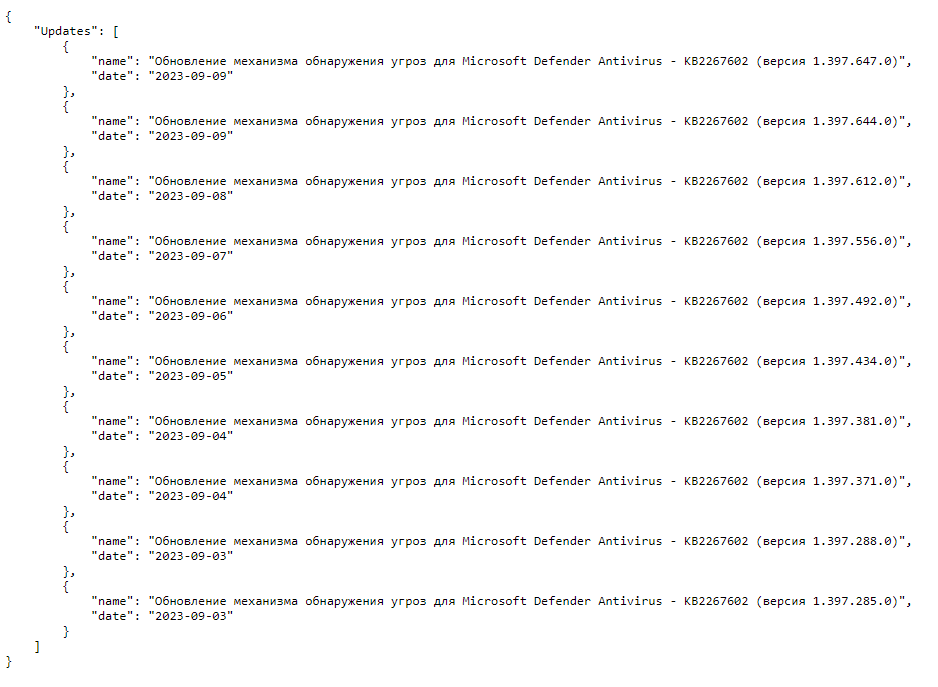 {
    "Updates": [
        {
            "name": "Обновление механизма обнаружения угроз для Microsoft Defender Antivirus - KB2267602 (версия 1.397.647.0)",
            "date": "2023-09-09"
        },
        {
            "name": "Обновление механизма обнаружения угроз для Microsoft Defender Antivirus - KB2267602 (версия 1.397.644.0)",
            "date": "2023-09-09"
        },
        {
            "name": "Обновление механизма обнаружения угроз для Microsoft Defender Antivirus - KB2267602 (версия 1.397.612.0)",
            "date": "2023-09-08"
        },
        {
            "name": "Обновление механизма обнаружения угроз для Microsoft Defender Antivirus - KB2267602 (версия 1.397.556.0)",
            "date": "2023-09-07"
        },
        {
            "name": "Обновление механизма обнаружения угроз для Microsoft Defender Antivirus - KB2267602 (версия 1.397.492.0)",
            "date": "2023-09-06"
        },
        {
            "name": "Обновление механизма обнаружения угроз для Microsoft Defender Antivirus - KB2267602 (версия 1.397.434.0)",
            "date": "2023-09-05"
        },
        {
            "name": "Обновление механизма обнаружения угроз для Microsoft Defender Antivirus - KB2267602 (версия 1.397.381.0)",
            "date": "2023-09-04"
        },
        {
            "name": "Обновление механизма обнаружения угроз для Microsoft Defender Antivirus - KB2267602 (версия 1.397.371.0)",
            "date": "2023-09-04"
        },
        {
            "name": "Обновление механизма обнаружения угроз для Microsoft Defender Antivirus - KB2267602 (версия 1.397.288.0)",
            "date": "2023-09-03"
        },
        {
            "name": "Обновление механизма обнаружения угроз для Microsoft Defender Antivirus - KB2267602 (версия 1.397.285.0)",
            "date": "2023-09-03"
        }
    ]
}